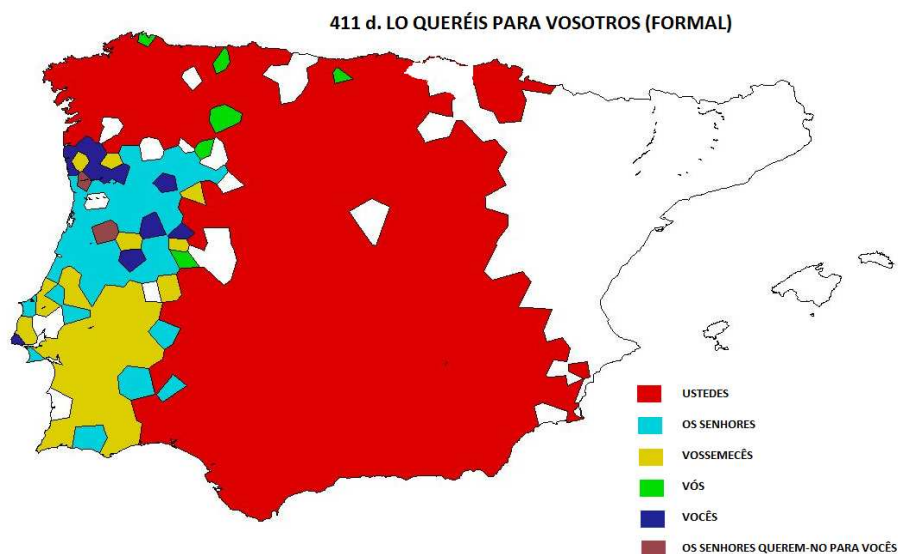 411 d. LO QUERÉIS PARA VOSOTROS (FORMAL)
USTEDES
OS SENHORES
VOSSEMECÊS
VÓS
VOCÊS
OS SENHORES QUEREM-NO PARA VOCÊS